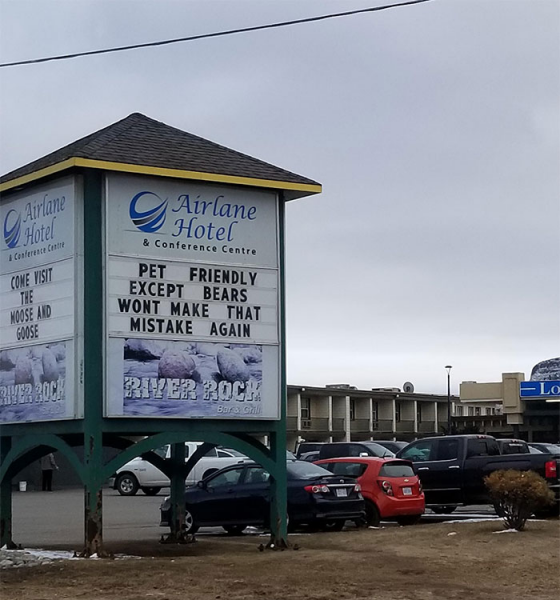 Airlane
Hotel
& Conference Centre
COME VISIT
THE
MOOSE AND
GOOSE
RIVER ROCK
Airlane
Hotel
& Conference Centre
PET FRIENDLY
EXCEPT BEARS
WONT MAKE THAT
MISTAKE AGAIN
RIVER ROCK
Bar & Grill
Lo